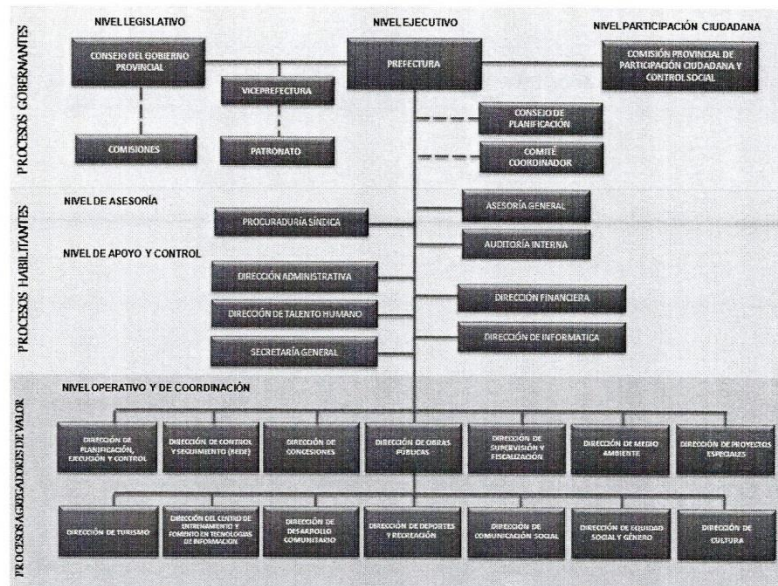 NIVEL LEGISLATIVO
NIVEL EJECUTIVO
NIVEL PARTICIPACIÓN CIUDADANA
PROCESOS GOBERNANTES
CONSEJO DEL GOBIERNO
PROVINCIAL
PREFECTURA
COMISIÓN PROVINCIAL DE
PARTICIPACIÓN CIUDADANA Y
CONTROL SOCIAL
VICEPREFECTURA
CONSEJO DE
PLANIFICACIÓN
COMISIONES
PATRONATO
COMITÉ
COORDINADOR
PROCESOS HABILITANTES
NIVEL DE ASESORÍA
ASESORÍA GENERAL
PROCURADURÍA SÍNDICA
AUDITORÍA INTERNA
NIVEL DE APOYO Y CONTROL
DIRECCIÓN ADMINISTRATIVA
DIRECCIÓN FINANCIERA
DIRECCIÓN DE TALENTO HUMANO
DIRECCIÓN DE INFORMATICA
SECRETARÍA GENERAL
PROCESOS AGREGADORES DE VALOR
NIVEL OPERATIVO Y DE COORDINACIÓN
DIRECCIÓN DE
PLANIFICACIÓN,
EJECUCIÓN Y CONTROL
DIRECCIÓN DE CONTROL
Y SEGUIMIENTO (BEDE)
DIRECCIÓN DE
CONCESIONES
DIRECCIÓN DE OBRAS
PÚBLICAS
DIRECCIÓN DE
SUPERVISIÓN Y
FISCALIZACIÓN
DIRECCIÓN DE MEDIO
AMBIENTE
DIRECCIÓN DE PROYECTOS
ESPECIALES
DIRECCIÓN DE TURISMO
DIRECCIÓN DEL CENTRO DE
ENTRENAMIENTO Y
FOMENTO EN TECNOLOGÍAS
DE INFORMACION
DIRECCIÓN DE
DESARROLLO
COMUNITARIO
DIRECCIÓN DE DEPORTES
Y RECREACIÓN
DIRECCIÓN DE
COMUNICACIÓN SOCIAL
DIRECCIÓN DE EQUIDAD
SOCIAL Y GÉNERO
DIRECCIÓN DE
CULTURA